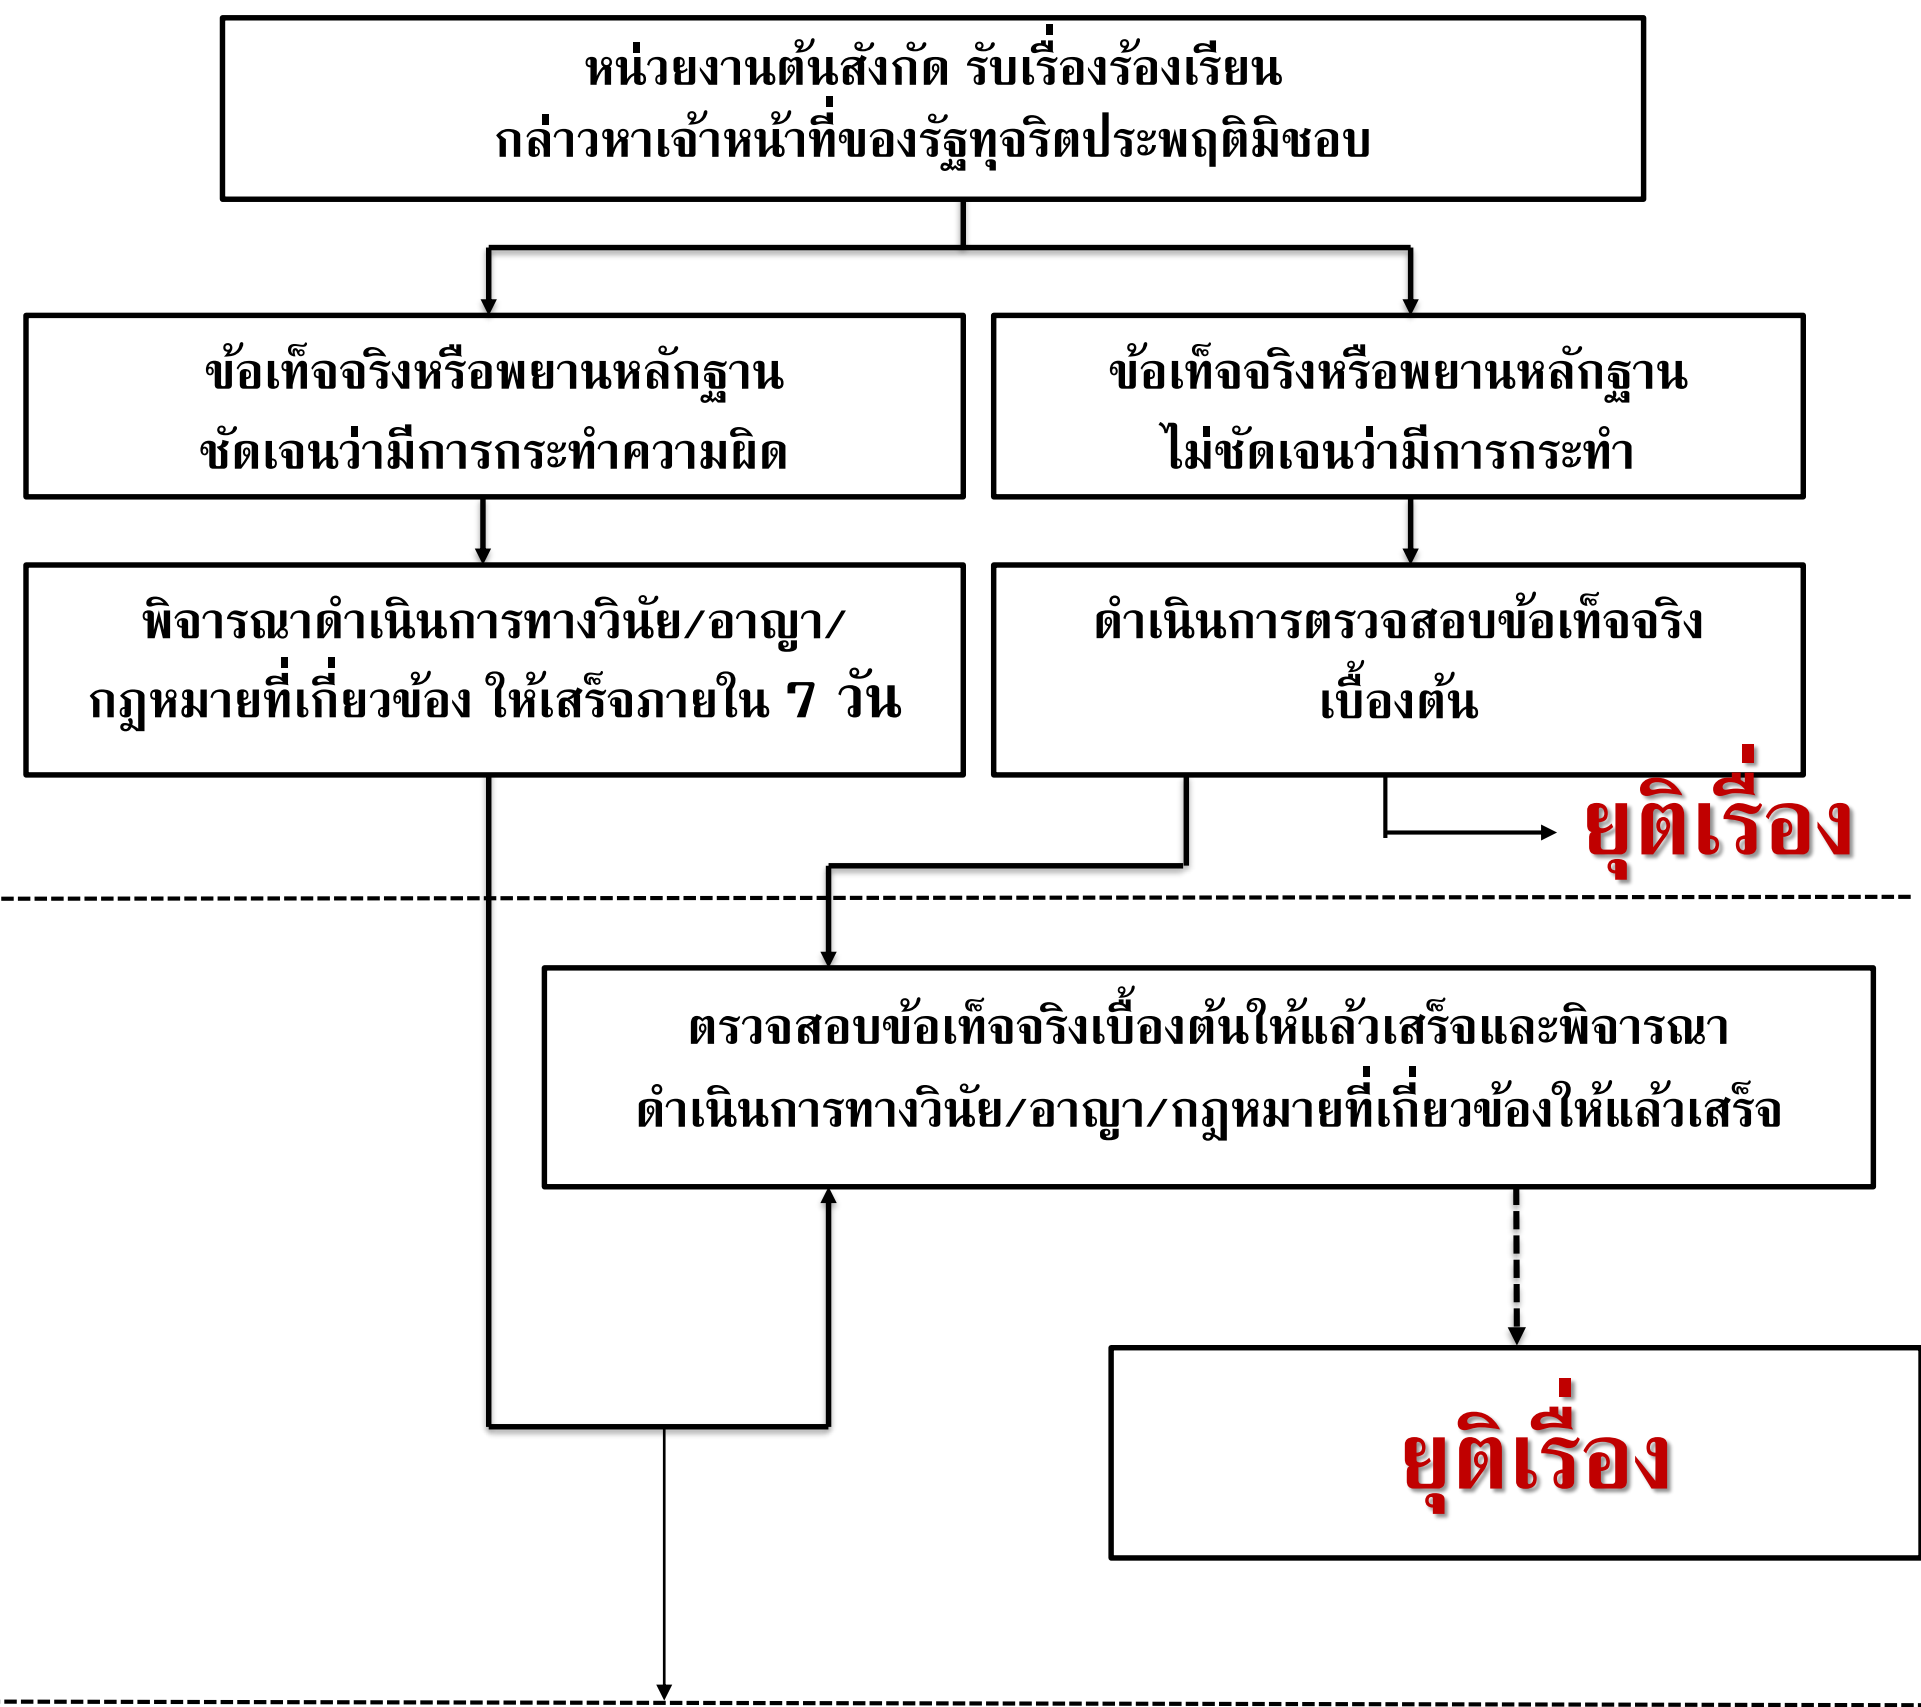 หน่วยงานต้นสังกัด รับเรื่องร้องเรียน
กล่าวหาเจ้าหน้าที่ของรัฐทุจริตประพฤติมิชอบ
ข้อเท็จจริงหรือพยานหลักฐาน
ชัดเจนว่ามีการกระทำความผิด
ข้อเท็จจริงหรือพยานหลักฐาน
ไม่ชัดเจนว่ามีการกระทำ
พิจารณาดำเนินการทางวินัย/อาญา/
กฎหมายที่เกี่ยวข้อง ให้เสร็จภายใน 7 วัน
ดำเนินการตรวจสอบข้อเท็จจริง
เบื้องต้น
ยุติเรื่อง
ตรวจสอบข้อเท็จจริงเบื้องต้นให้แล้วเสร็จและพิจารณา
ดำเนินการทางวินัย/อาญา/กฎหมายที่เกี่ยวข้องให้แล้วเสร็จ
ยุติเรื่อง